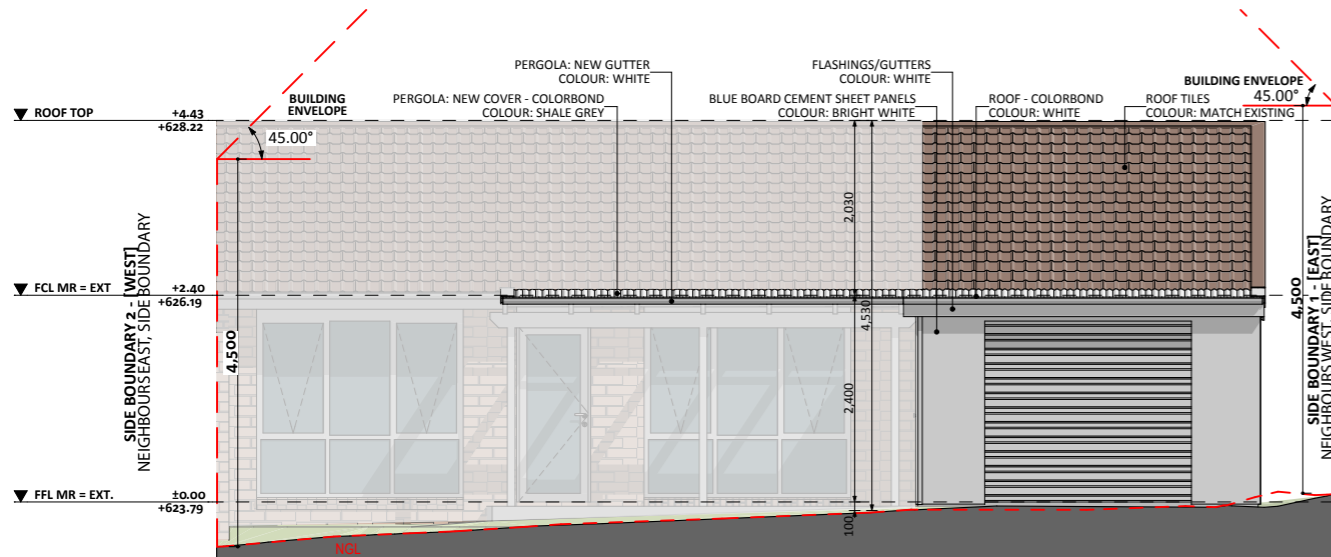 PERGOLA: NEW GUTTER
COLOUR: WHITE
FLASHINGS/GUTTERS
COLOUR: WHITE
BUILDING ENVELOPE
45.00°
ROOF TOP
+4.43
+628.22
BUILDING
ENVELOPE
45.00°
PERGOLA: NEW COVER - COLORBOND
COLOUR: SHALE GREY
BLUE BOARD CEMENT SHEET PANELS
COLOUR: BRIGHT WHITE
ROOF - COLORBOND
COLOUR: WHITE
ROOF TILES
COLOUR: MATCH EXISTING
2,030
SIDE BOUNDARY 2 - [WEST]
NEIGHBOURS EAST, SIDE BOUNDARY
4,500
FCL MR = EXT
+2.40
+626.19
4,530
2,400
4,500
SIDE BOUNDARY 1 - [EAST]
NEIGHBOURS WEST, SIDE BOUNDARY
FFL MR = EXT.
±0.00
+623.79
100
NGL